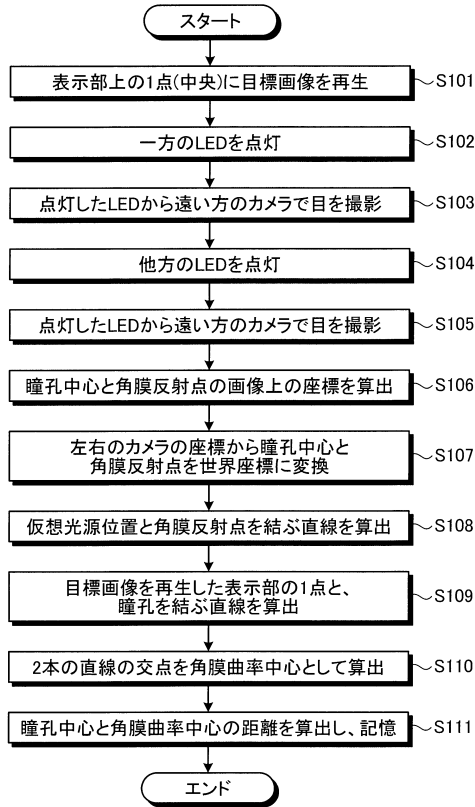 スタート
表示部上の1点(中央)に目標画像を再生 S101
一方のLEDを点灯 S102
点灯したLEDから遠い方のカメラで目を撮影 S103
他方のLEDを点灯 S104
点灯したLEDから遠い方のカメラで目を撮影 S105
瞳孔中心と角膜反射点の画像上の座標を算出 S106
左右のカメラの座標から瞳孔中心と
角膜反射点を世界座標に変換 S107
仮想光源位置と角膜反射点を結ぶ直線を算出 S108
目標画像を再生した表示部の1点と、
瞳孔を結ぶ直線を算出 S109
2本の直線の交点を角膜曲率中心として算出 S110
瞳孔中心と角膜曲率中心の距離を算出し、記憶 S111
エンド